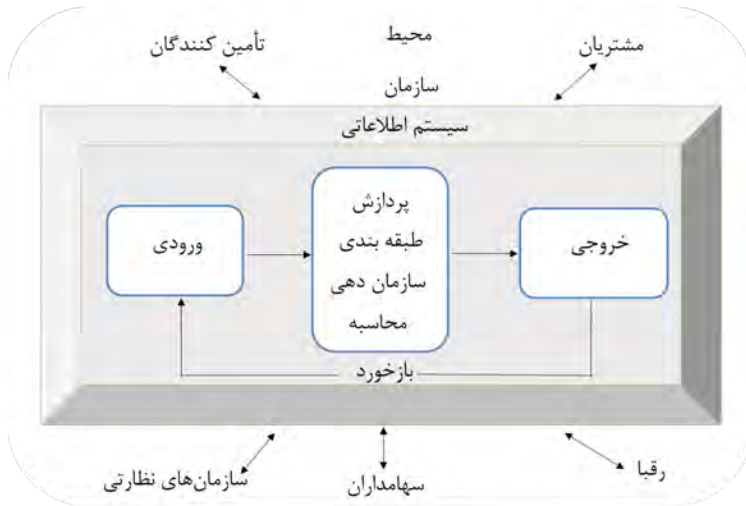 محیط
مشتریان
تأمین کنندگان
سازمان
سیستم اطلاعاتی
ورودی
پردازش
طبقه بندی
سازمان دهی
محاسبه
خروجی
بازخورد
رقبا
سهامداران
سازمان‌های نظارتی